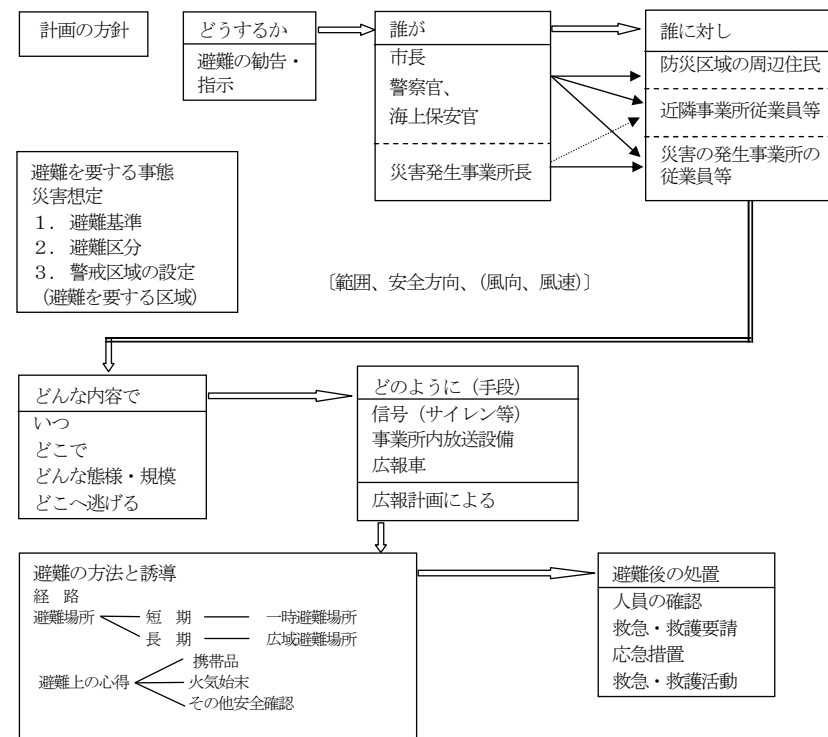 計画の方針
どうするか
避難の勧告・
指示
誰が
市長
警察官、
海上保安官
災害発生事業所長
誰に対し
防災区域の周辺住民
近隣事業所従業員等
災害の発生事業所の
従業員等
避難を要する事態
災害想定
1. 避難基準
2. 避難区分
3. 警戒区域の設定
(避難を要する区域)
〔範囲、安全方向、(風向、風速)〕
どんな内容で
いつ
どこで
どんな態様・規模
どこへ逃げる
どのように(手段)
信号(サイレン等)
事業所内放送設備
広報車
広報計画による
避難の方法と誘導
経 路
避難場所 短 期 一時避難場所
長 期 広域避難場所
避難上の心得 携帯品
火気始末
その他安全確認
避難後の処置
人員の確認
救急・救護要請
応急措置
救急・救護活動